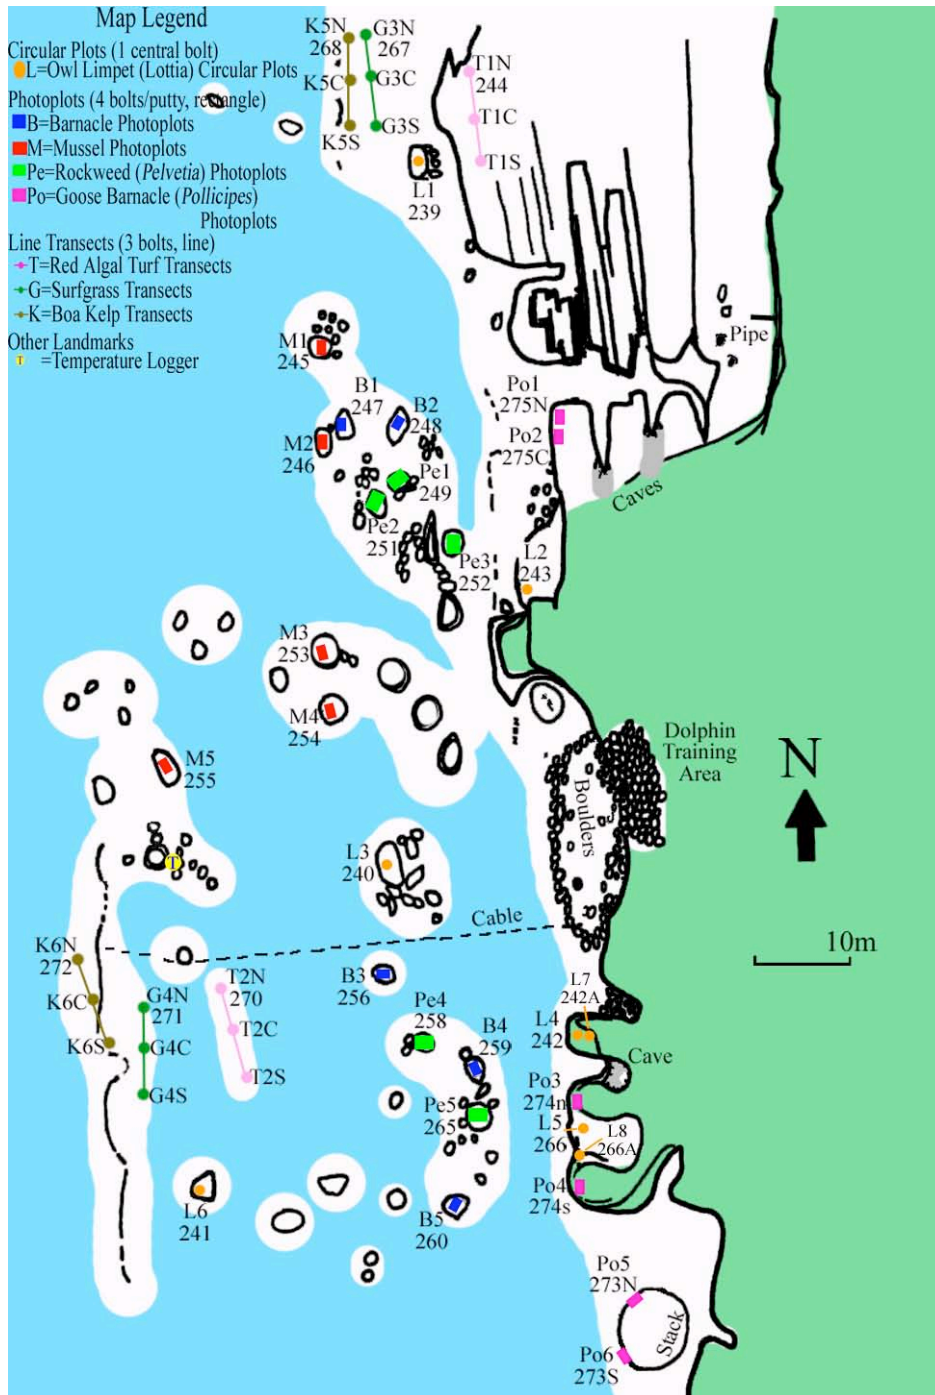 Map Legend
Circular Plots (1 central bolt)
L=Owl Limpet (Lottia) Circular Plots
Photoplots (4 bolts/putty, rectangle)
B=Barnacle Photoplots
M=Mussel Photoplots
Pe=Rockweed (Pelvetia) Photoplots
Po=Goose Barnacle (Pollicipes)
Photoplots
Line Transects (3 bolts, line)
T=Red Algal Turf Transects
G=Surfgrass Transects
K=Boa Kelp Transects
Other Landmarks
T =Temperature Logger
K5N
268
K5C
K5S
G3N
267
G3C
G3S
T1N
244
T1C
T1S
L1
239
Pipe
M1
245
B1
247
B2
248
M2
246
Pe1
249
Pe2
251
Pe3
252
Po1
275N
Po2
275C
Caves
L2
243
M3
253
M4
254
M5
255
T
Dolphin
Training
Area
N
Boulders
L3
240
Cable
10m
K6N
272
K6C
K6S
G4N
271
G4C
G4S
T2N
270
T2C
T2S
B3
256
Pe4
258
B4
259
Pe5
265
B5
260
L6
241
L7
242A
L4
242
Cave
Po3
274n
L5
266
L8
266A
Po4
274s
Po5
273N
Stack
Po6
273S